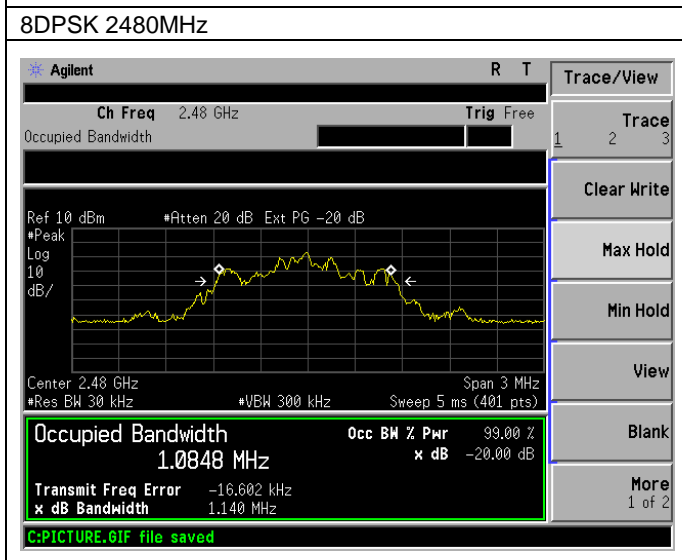 8DPSK 2480MHz
Agilent R T
Trace/View
Ch Freq 2.48 GHz Trig Free
Occupied Bandwidth
Trace
1 2 3
Clear Write
Ref 10 dBm #Atten 20 dB Ext PG -20 dB
#Peak
Log
10
dB/
Max Hold
Min Hold
View
Center 2.48 GHz Span 3 MHz
#Res BW 30 kHz #VBW 300 kHz Sweep 5 ms (401 pts)
Occupied Bandwidth Occ BW % Pwr 99.00 %
1.0848 MHz x dB -20.00 dB
Blank
Transmit Freq Error -16.602 kHz
x dB Bandwidth 1.140 MHz
More
1 of 2
C:PICTURE.GIF file saved